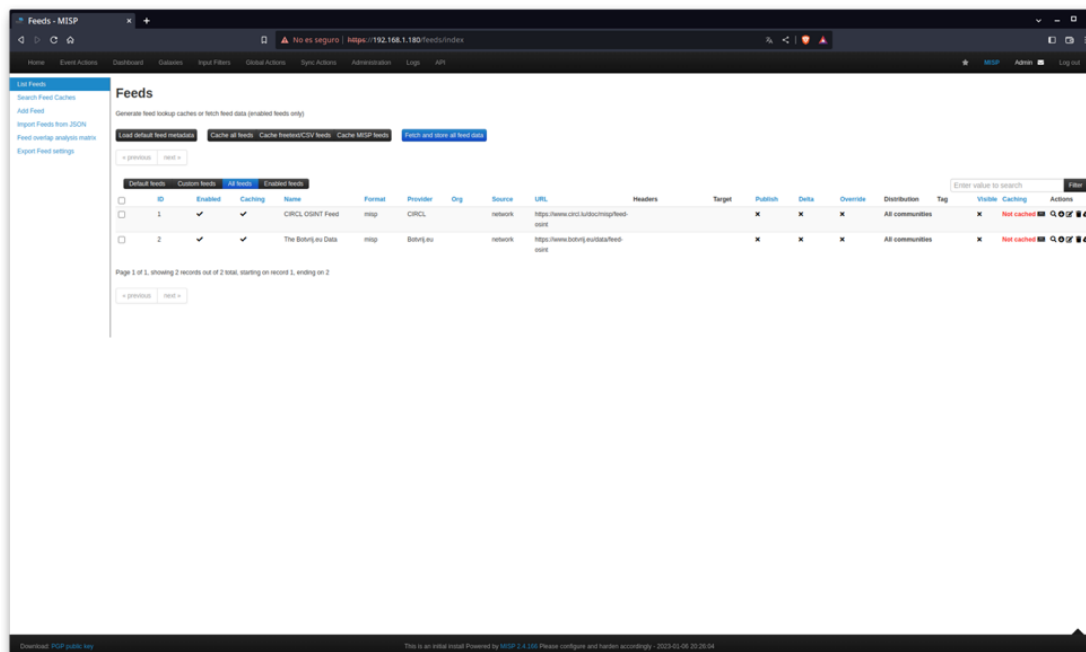 Feeds - MISP
No es seguro https://192.168.1.180/feeds/index
Home Event Actions Dashboard Galaxies Input Filters Global Actions Sync Actions Administration Logs API MISP Admin Log out
List Feeds
Search Feed Caches
Add Feed
Import Feeds from JSON
Feed overlap analysis matrix
Export Feed settings
Feeds
Generate feed lookup caches or fetch feed data (enabled feeds only)
Load default feed metadata Cache all feeds Cache freetext/CSV feeds Cache MISP feeds Fetch and store all feed data
« previous next »
Default feeds Custom feeds All feeds Enabled feeds Enter value to search Filter
ID Enabled Caching Name Format Provider Org Source URL Headers Target Publish Delta Override Distribution Tag Visible Caching Actions
1 CIRCL OSINT Feed misp CIRCL network https://www.circl.lu/doc/misp/feed- All communities Not cached
osint
2 The Botvrij.eu Data misp Botvrij.eu network https://www.botvrij.eu/data/feed- All communities Not cached
osint
Page 1 of 1, showing 2 records out of 2 total, starting on record 1, ending on 2
« previous next »
Download: PGP public key This is an initial install Powered by MISP 2.4.166 Please configure and harden accordingly - 2023-01-06 20:26:04